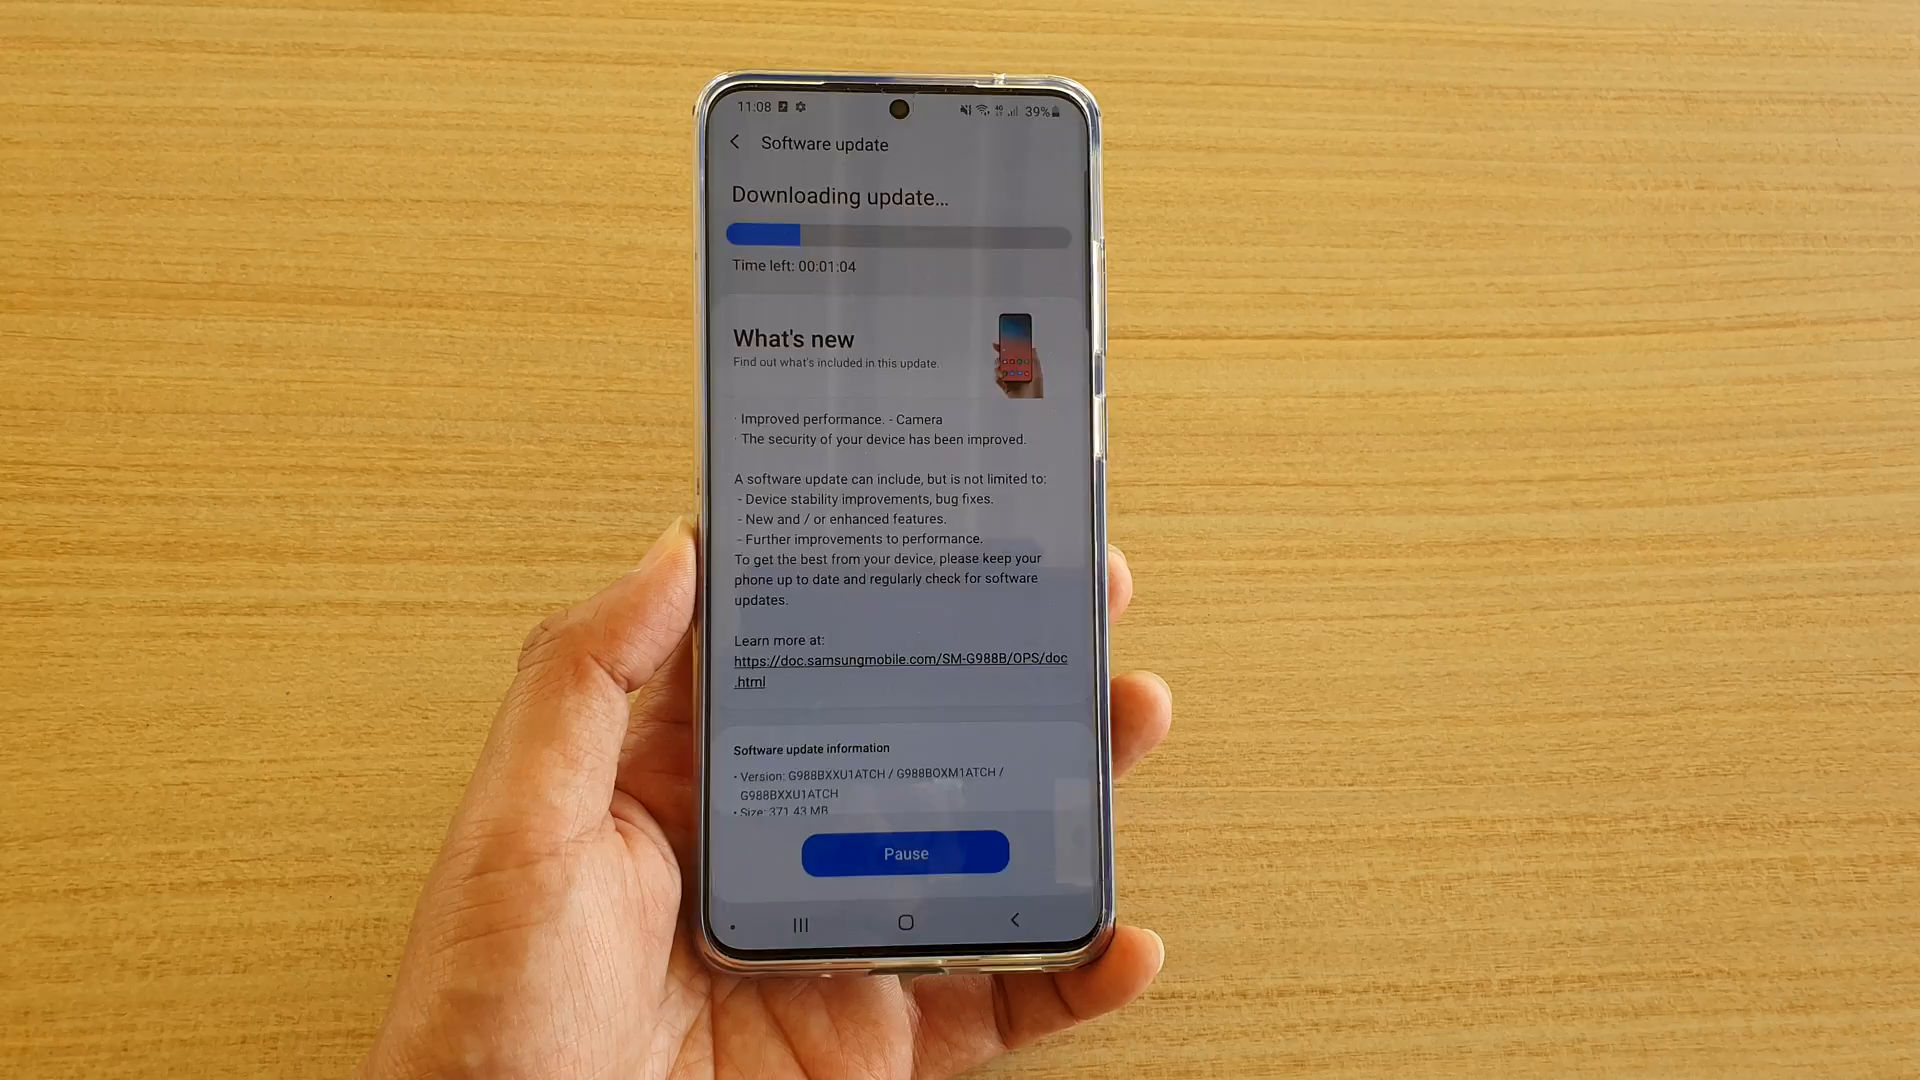 11:08 39%
Software update
Downloading update...
Time left: 00:01:04
What's new
Find out what's included in this update.
· Improved performance. - Camera
· The security of your device has been improved.
A software update can include, but is not limited to:
- Device stability improvements, bug fixes.
- New and / or enhanced features.
- Further improvements to performance.
To get the best from your device, please keep your
phone up to date and regularly check for software
updates.
Learn more at:
https://doc.samsungmobile.com/SM-G988B/OPS/doc
.html
Software update information
• Version: G988BXXU1ATCH / G988BOXM1ATCH /
G988BXXU1ATCH
• Size: 371.43 MB
Pause